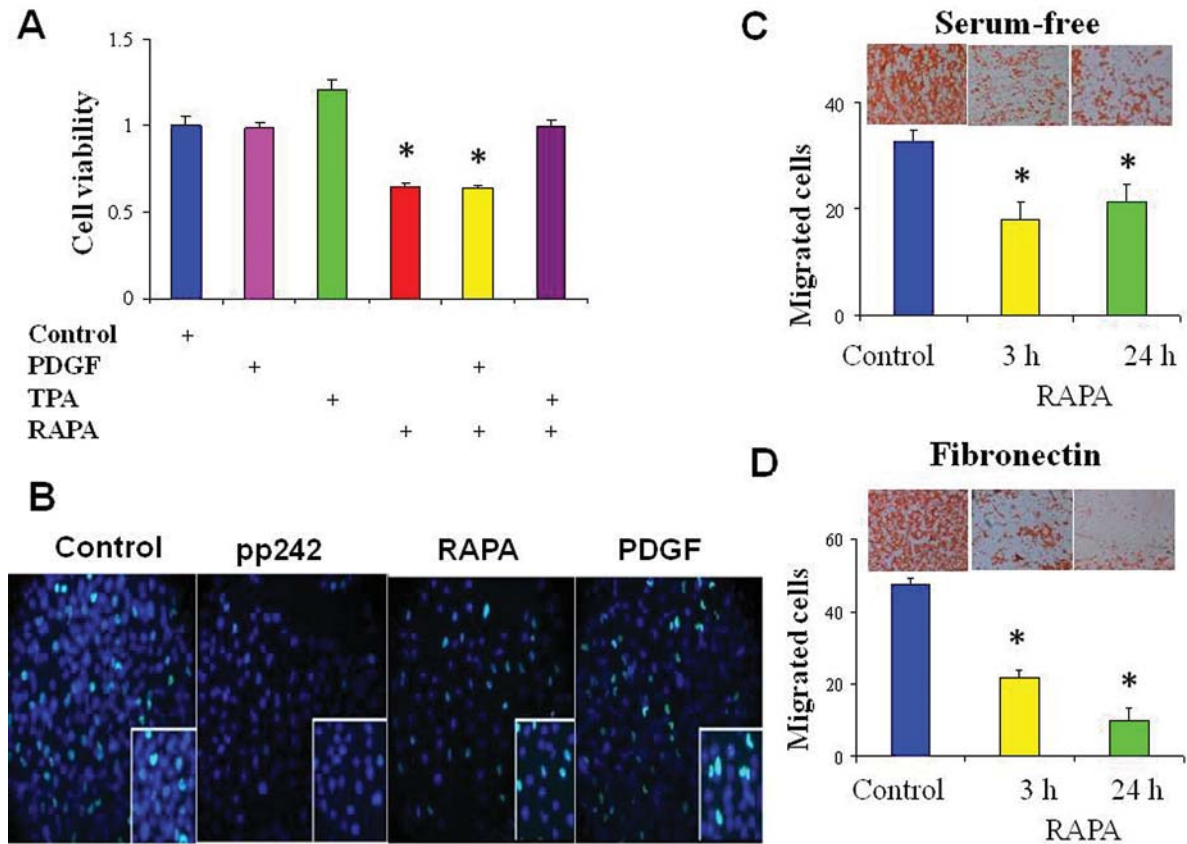 A
1.5
1
0.5
0
Cell viability
* *
Control +
PDGF + +
TPA + +
RAPA + + +
B
Control pp242 RAPA PDGF
C
Serum-free
40
20
0
Migrated cells
* *
Control 3 h 24 h
RAPA
D
Fibronectin
60
40
20
0
Migrated cells
* *
Control 3 h 24 h
RAPA